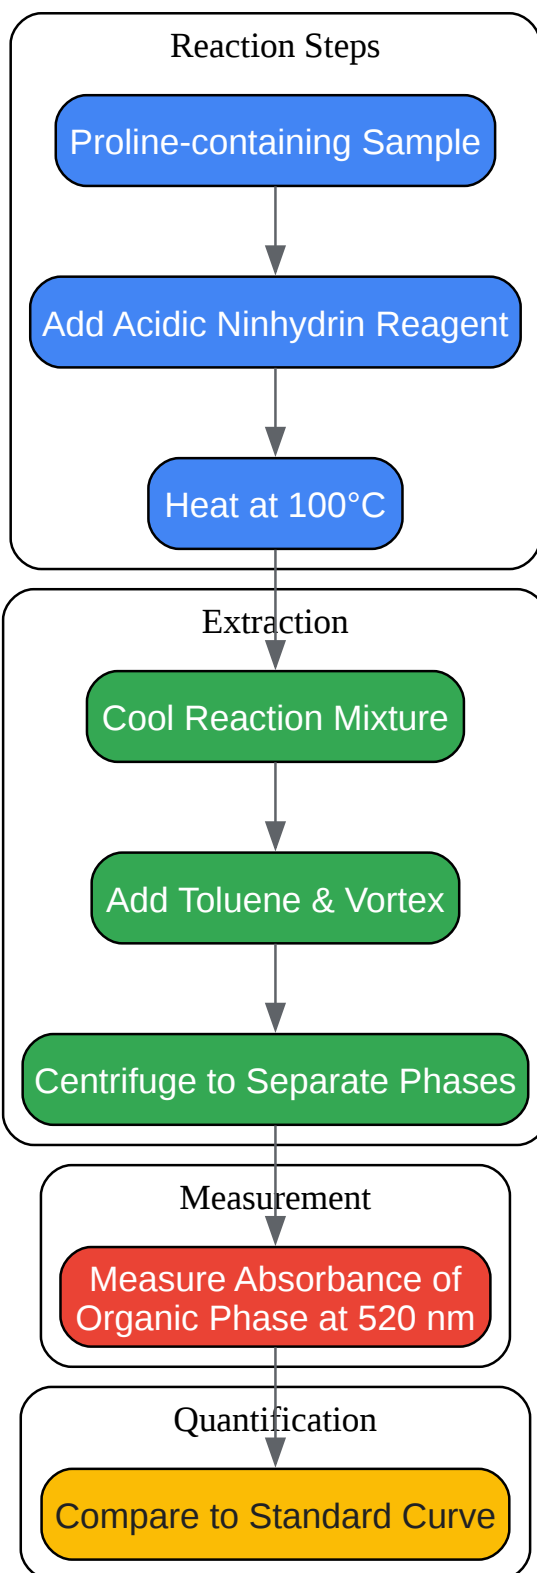 Reaction Steps
Proline-containing Sample
Add Acidic Ninhydrin Reagent
Heat at 100°C
Extraction
Cool Reaction Mixture
Add Toluene & Vortex
Centrifuge to Separate Phases
Measurement
Measure Absorbance of
Organic Phase at 520 nm
Quantification
Compare to Standard Curve